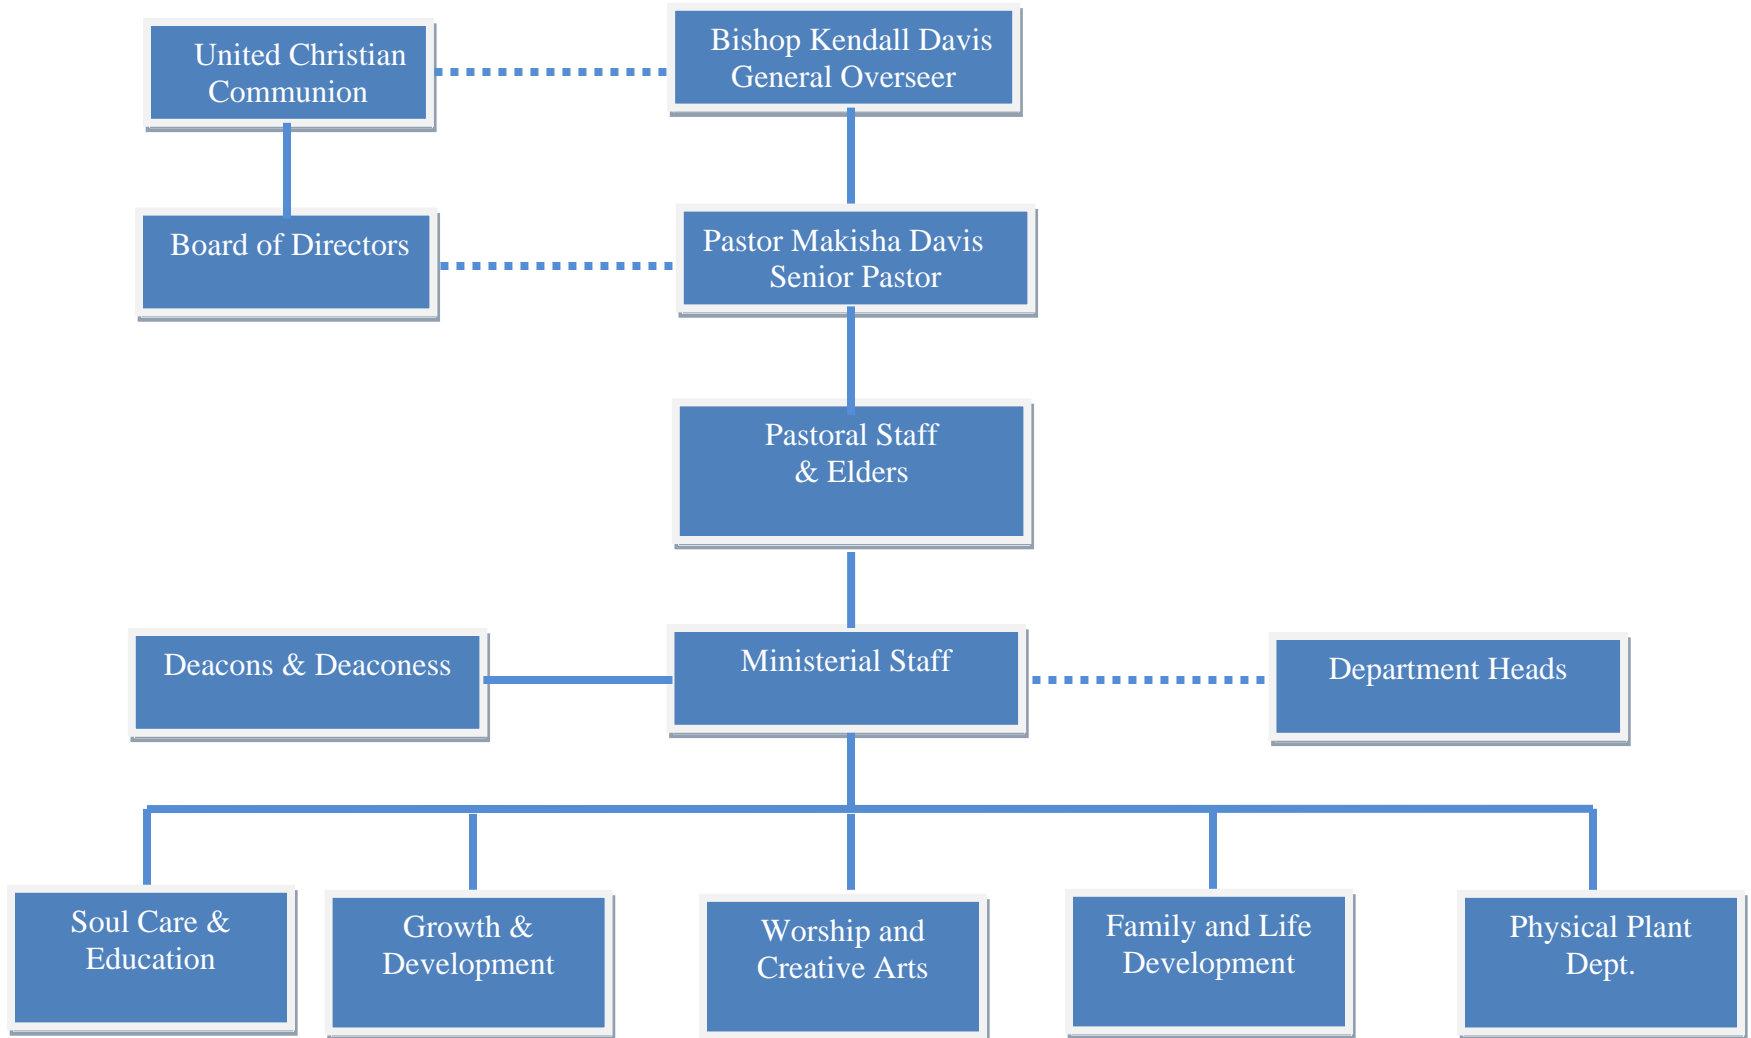 United Christian
Communion
Bishop Kendall Davis
General Overseer
Board of Directors
Pastor Makisha Davis
Senior Pastor
Pastoral Staff
& Elders
Deacons & Deaconess
Ministerial Staff
Department Heads
Soul Care &
Education
Growth &
Development
Worship and
Creative Arts
Family and Life
Development
Physical Plant
Dept.